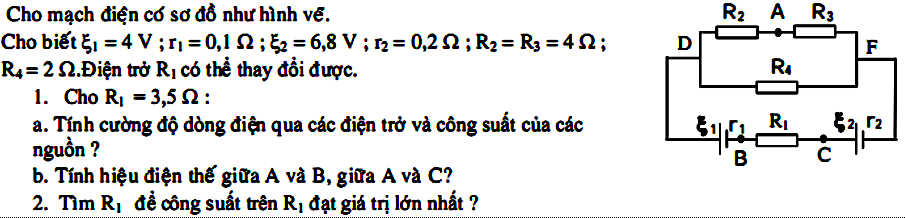 Cho mạch điện có sơ đồ như hình vẽ.
Cho biết ξ₁ = 4 V ; r₁ = 0,1 Ω ; ξ₂ = 6,8 V ; r₂ = 0,2 Ω ; R₂ = R₃ = 4 Ω ;
R₄ = 2 Ω.Điện trở R₁ có thể thay đổi được.
1. Cho R₁ = 3,5 Ω :
a. Tính cường độ dòng điện qua các điện trở và công suất của các
nguồn ?
b. Tính hiệu điện thế giữa A và B, giữa A và C?
2. Tìm R₁ để công suất trên R₁ đạt giá trị lớn nhất ?
R₂ A R₃
D F
R₄
ξ₁ r₁ R₁ ξ₂ r₂
B C